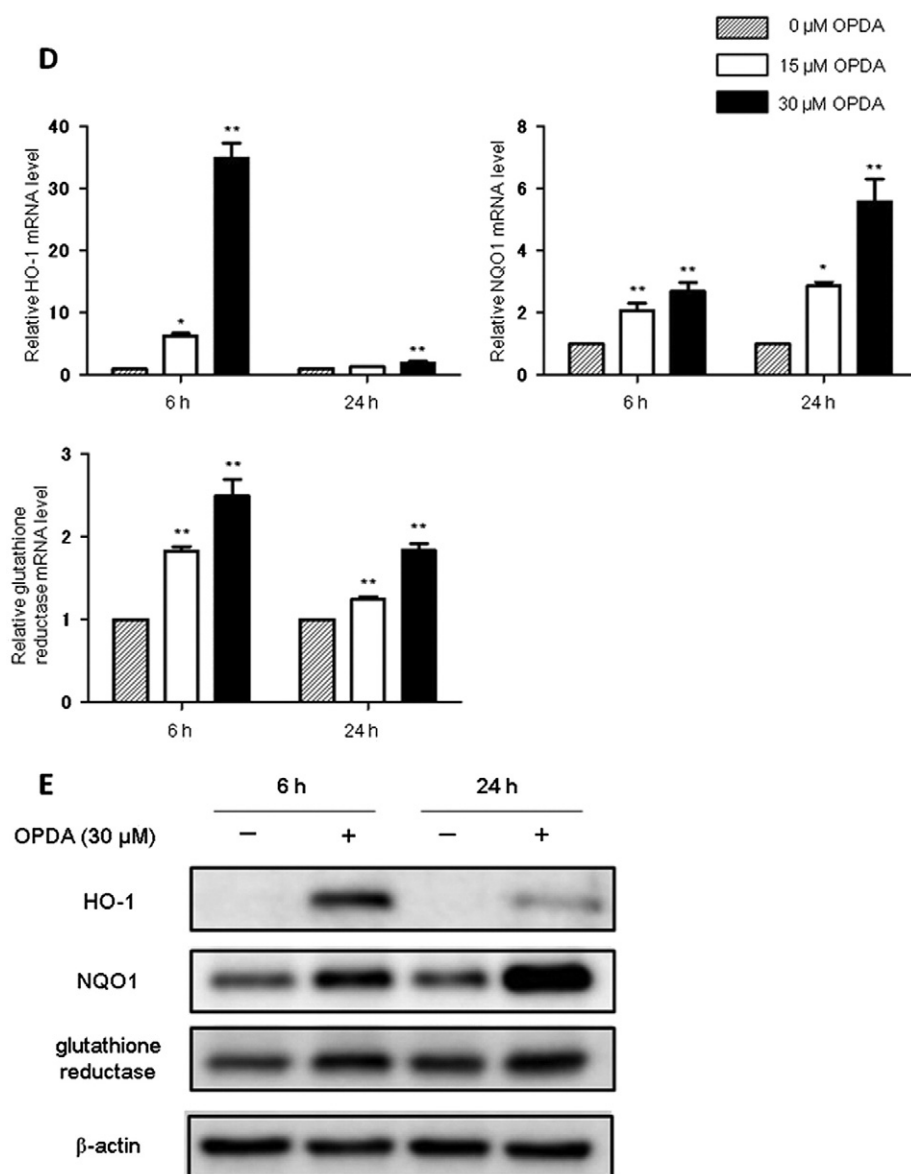 0 µM OPDA
15 µM OPDA
30 µM OPDA
D
Relative HO-1 mRNA level
40
30
20
10
0
*
**
**
6 h
24 h
Relative NQO1 mRNA level
8
6
4
2
0
**
**
*
**
6 h
24 h
Relative glutathione
reductase mRNA level
3
2
1
0
**
**
**
**
6 h
24 h
E
6 h
24 h
OPDA (30 µM)
– + – +
HO-1
NQO1
glutathione
reductase
β-actin